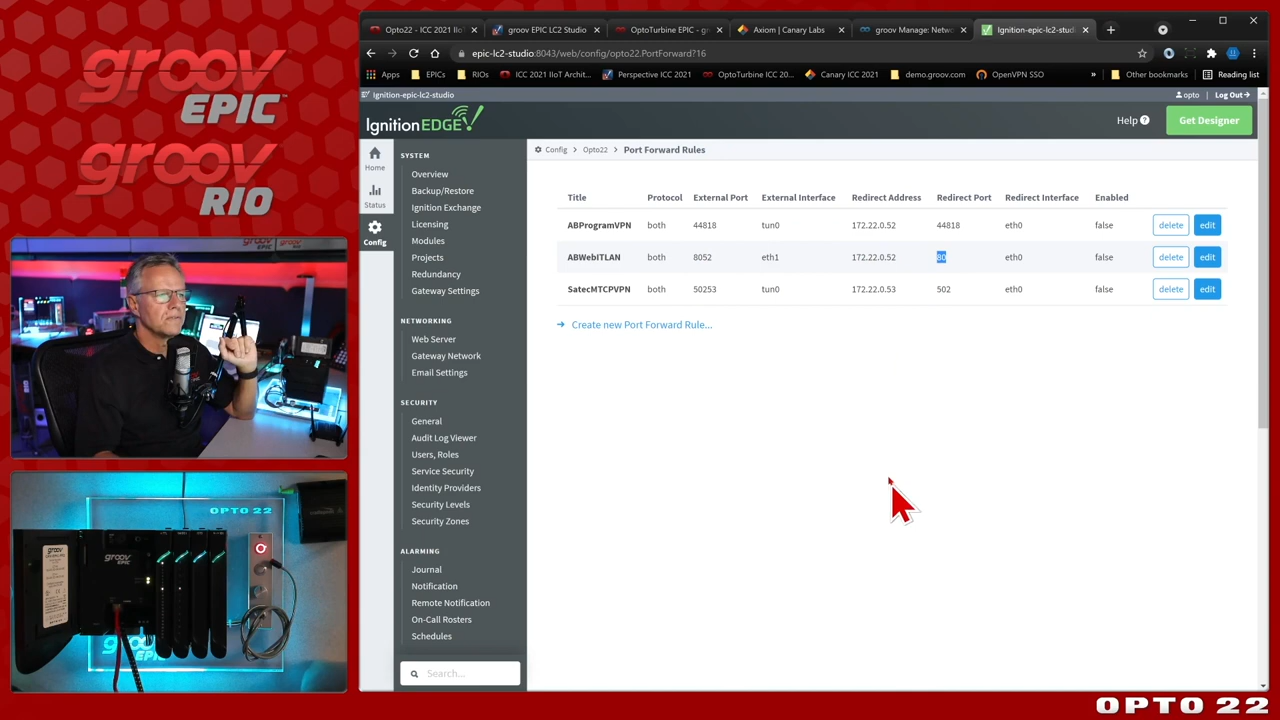 groov
EPIC™
groov
RIO
OPTO 22
groov
groov
EPIC
Opto22 - ICC 2021 IIoT A
groov EPIC LC2 Studio
OptoTurbine EPIC - gr
Axiom | Canary Labs
groov Manage: Netwo
Ignition-epic-lc2-studi
epic-lc2-studio:8043/web/config/opto22.PortForward?16
Apps
EPICs
RIOs
ICC 2021 IIoT Archit...
Perspective ICC 2021
OptoTurbine ICC 20...
Canary ICC 2021
demo.groov.com
OpenVPN SSO
»
Other bookmarks
Reading list
Ignition-epic-lc2-studio
opto | Log Out
Ignition EDGE!
Help
Get Designer
Home
Status
Config
SYSTEM
Overview
Backup/Restore
Ignition Exchange
Licensing
Modules
Projects
Redundancy
Gateway Settings
NETWORKING
Web Server
Gateway Network
Email Settings
SECURITY
General
Audit Log Viewer
Users, Roles
Service Security
Identity Providers
Security Levels
Security Zones
ALARMING
Journal
Notification
Remote Notification
On-Call Rosters
Schedules
Search...
Config > Opto22 > Port Forward Rules
Title Protocol External Port External Interface Redirect Address Redirect Port Redirect Interface Enabled
ABProgramVPN both 44818 tun0 172.22.0.52 44818 eth0 false delete edit
ABWebITLAN both 8052 eth1 172.22.0.52 80 eth0 false delete edit
SatecMTCPVPN both 50253 tun0 172.22.0.53 502 eth0 false delete edit
→ Create new Port Forward Rule...
OPTO 22